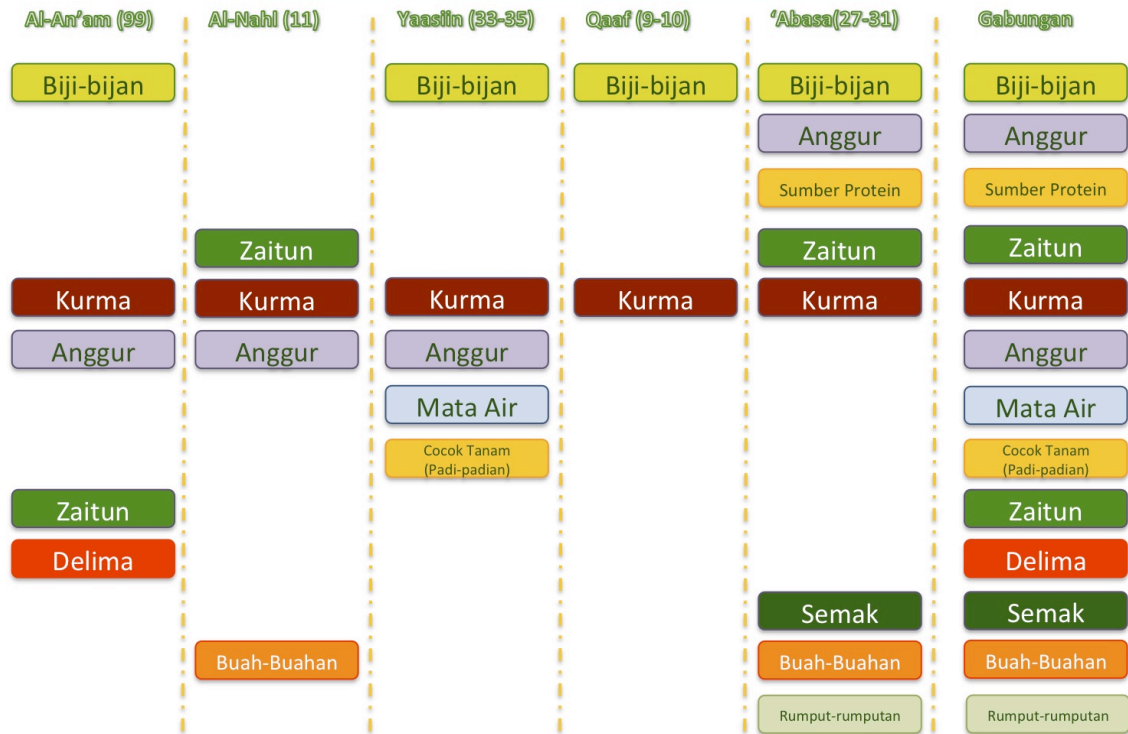 Al-An'am (99)
Al-Nahl (11)
Yaasiin (33-35)
Qaaf (9-10)
‘Abasa(27-31)
Gabungan
Biji-bijan
Biji-bijan
Biji-bijan
Biji-bijan
Biji-bijan
Anggur
Anggur
Sumber Protein
Sumber Protein
Zaitun
Zaitun
Zaitun
Kurma
Kurma
Kurma
Kurma
Kurma
Kurma
Anggur
Anggur
Anggur
Anggur
Mata Air
Mata Air
Cocok Tanam
(Padi-padian)
Cocok Tanam
(Padi-padian)
Zaitun
Zaitun
Delima
Delima
Semak
Semak
Buah-Buahan
Buah-Buahan
Buah-Buahan
Rumput-rumputan
Rumput-rumputan